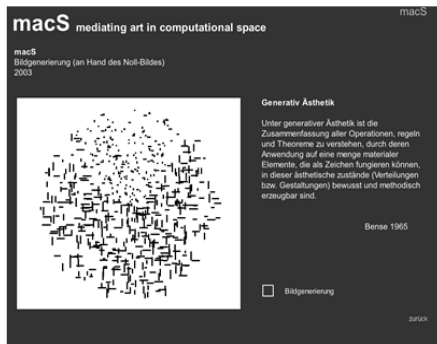 macS
macS mediating art in computational space
macS
Bildgenerierung (an Hand des Noll-Bildes)
2003
Generativ Ästhetik
Unter generativer Ästhetik ist die
Zusammenfassung aller Operationen, regeln
und Theoreme zu verstehen, durch deren
Anwendung auf eine menge materialer
Elemente, die als Zeichen fungieren können,
in dieser ästhetische zustände (Verteilungen
bzw. Gestaltungen) bewusst und methodisch
erzeugbar sind.
Bense 1965
Bildgenerierung
zurück